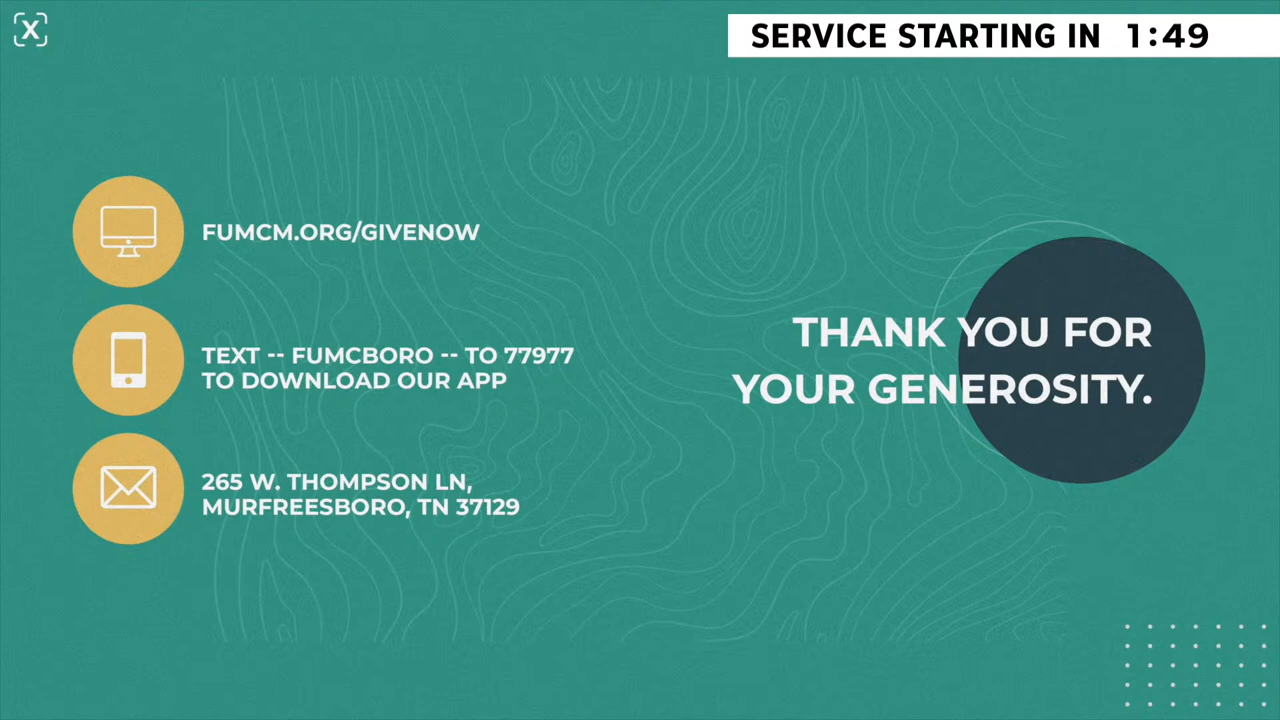 X
SERVICE STARTING IN 1:49
FUMCM.ORG/GIVENOW
TEXT -- FUMCBORO -- TO 77977
TO DOWNLOAD OUR APP
265 W. THOMPSON LN,
MURFREESBORO, TN 37129
THANK YOU FOR
YOUR GENEROSITY.